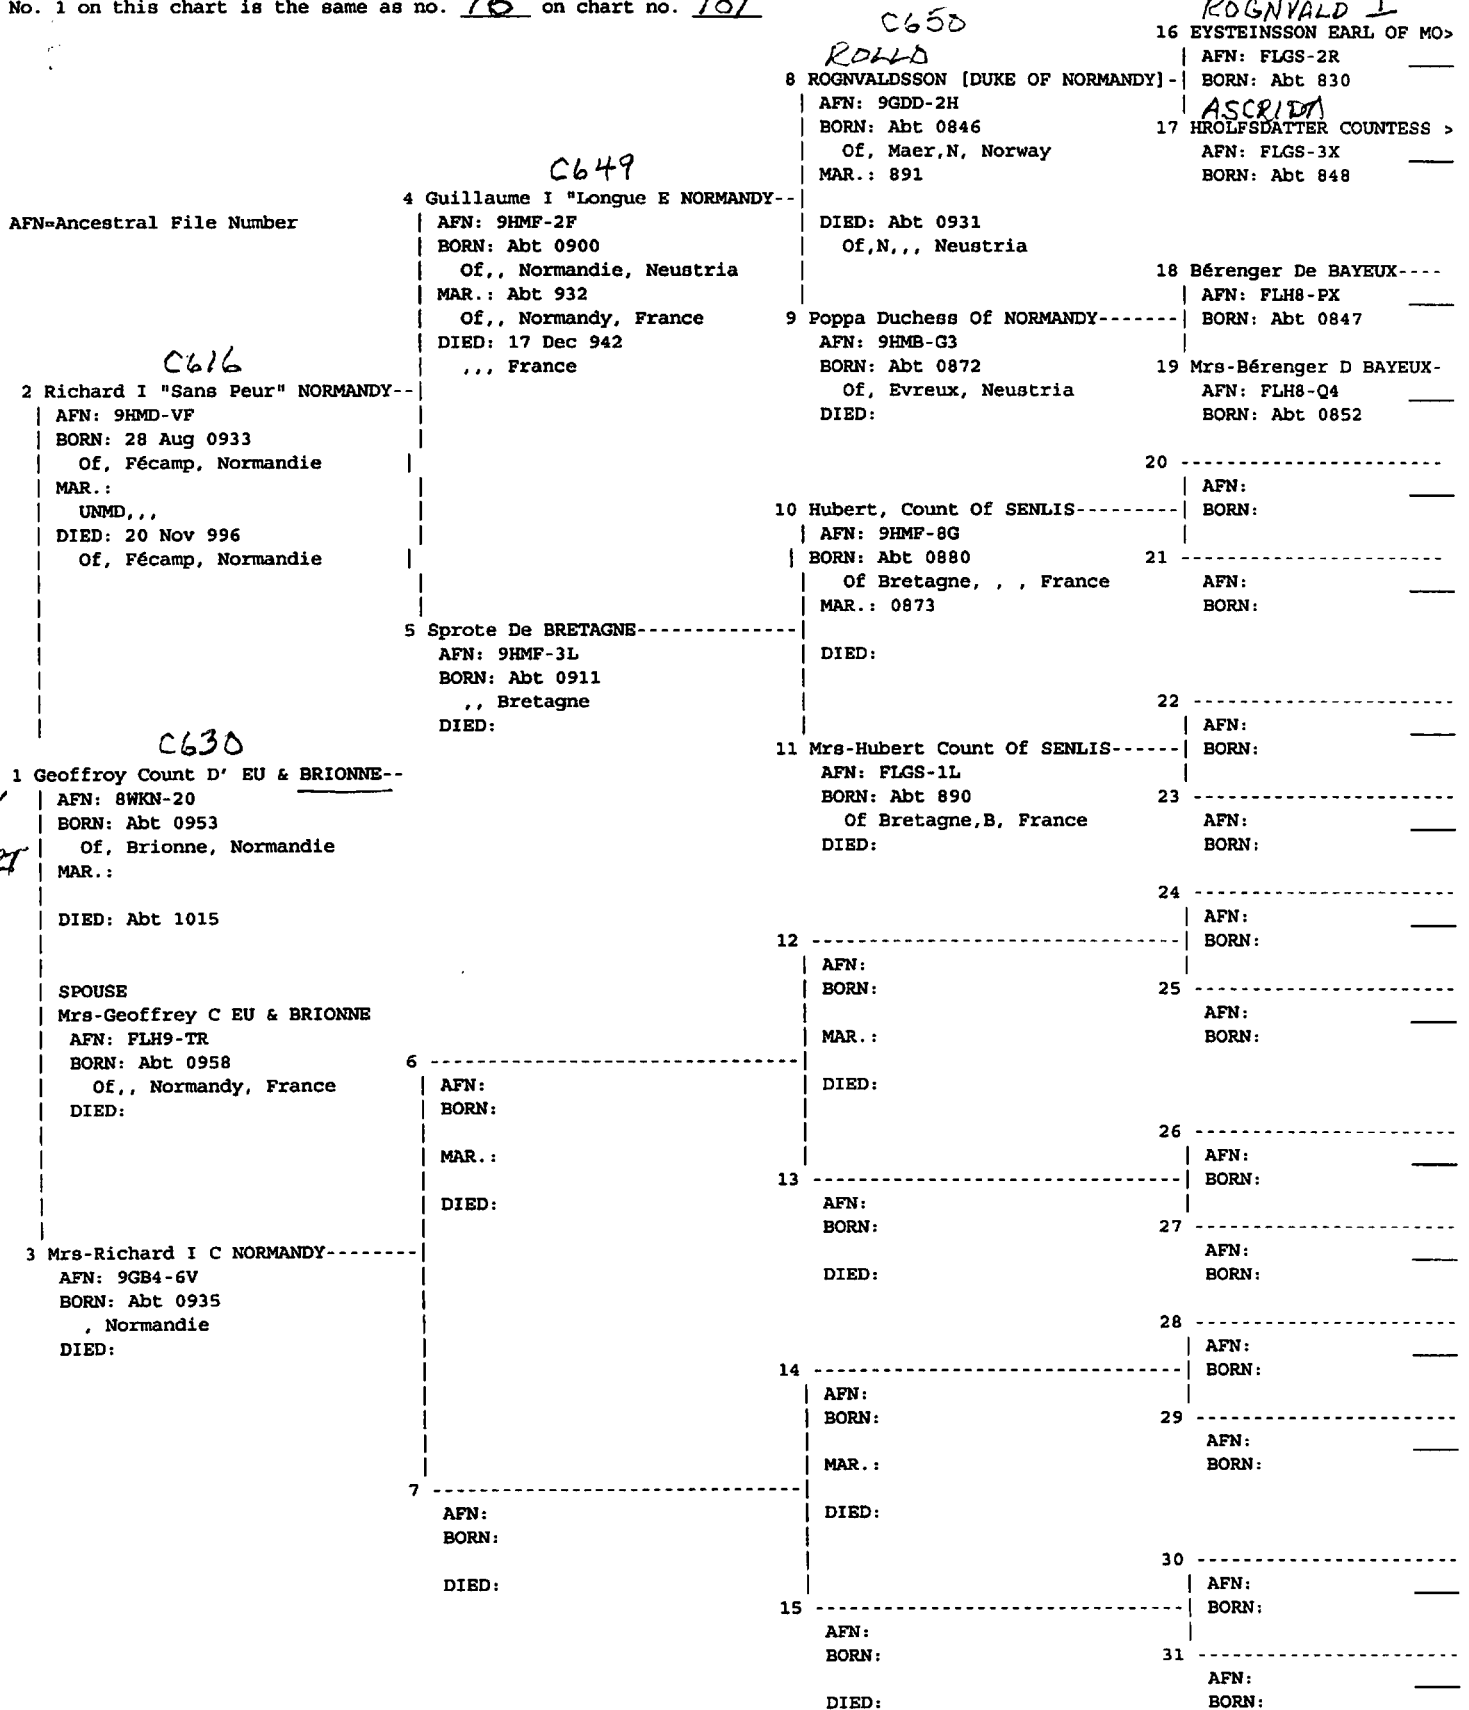 No. 1 on this chart is the same as no. 16 on chart no. 101
AFN=Ancestral File Number
C630
1 Geoffroy Count D' EU & BRIONNE--
AFN: 8WKN-20
BORN: Abt 0953
Of, Brionne, Normandie
MAR.:
DIED: Abt 1015
SPOUSE
Mrs-Geoffrey C EU & BRIONNE
AFN: FLH9-TR
BORN: Abt 0958
Of,, Normandy, France
DIED:
C616
2 Richard I "Sans Peur" NORMANDY--
AFN: 9HMD-VF
BORN: 28 Aug 0933
Of, Fécamp, Normandie
MAR.:
UNMD,,,
DIED: 20 Nov 996
Of, Fécamp, Normandie
3 Mrs-Richard I C NORMANDY--------
AFN: 9GB4-6V
BORN: Abt 0935
, Normandie
DIED:
C649
4 Guillaume I "Longue E NORMANDY--
AFN: 9HMF-2F
BORN: Abt 0900
Of,, Normandie, Neustria
MAR.: Abt 932
Of,, Normandy, France
DIED: 17 Dec 942
,,, France
5 Sprote De BRETAGNE--------------
AFN: 9HMF-3L
BORN: Abt 0911
,, Bretagne
DIED:
6 --------------------------------
AFN:
BORN:
MAR.:
DIED:
7 --------------------------------
AFN:
BORN:
DIED:
C650
ROLLO
8 ROGNVALDSSON [DUKE OF NORMANDY]-
AFN: 9GDD-2H
BORN: Abt 0846
Of, Maer,N, Norway
MAR.: 891
DIED: Abt 0931
Of,N,,, Neustria
9 Poppa Duchess Of NORMANDY-------
AFN: 9HMB-G3
BORN: Abt 0872
Of, Evreux, Neustria
DIED:
10 Hubert, Count Of SENLIS---------
AFN: 9HMF-8G
BORN: Abt 0880
Of Bretagne, , , France
MAR.: 0873
DIED:
11 Mrs-Hubert Count Of SENLIS------
AFN: FLGS-1L
BORN: Abt 890
Of Bretagne,B, France
DIED:
12 --------------------------------
AFN:
BORN:
MAR.:
DIED:
13 --------------------------------
AFN:
BORN:
DIED:
14 --------------------------------
AFN:
BORN:
MAR.:
DIED:
15 --------------------------------
AFN:
BORN:
DIED:
ROGNVALD I
16 EYSTEINSSON EARL OF MO>
AFN: FLGS-2R
BORN: Abt 830
ASCRIDA
17 HROLFSDATTER COUNTESS >
AFN: FLGS-3X
BORN: Abt 848
18 Bérenger De BAYEUX----
AFN: FLH8-PX
BORN: Abt 0847
19 Mrs-Bérenger D BAYEUX-
AFN: FLH8-Q4
BORN: Abt 0852
20 -----------------------
AFN:
BORN:
21 -----------------------
AFN:
BORN:
22 -----------------------
AFN:
BORN:
23 -----------------------
AFN:
BORN:
24 -----------------------
AFN:
BORN:
25 -----------------------
AFN:
BORN:
26 -----------------------
AFN:
BORN:
27 -----------------------
AFN:
BORN:
28 -----------------------
AFN:
BORN:
29 -----------------------
AFN:
BORN:
30 -----------------------
AFN:
BORN:
31 -----------------------
AFN:
BORN: